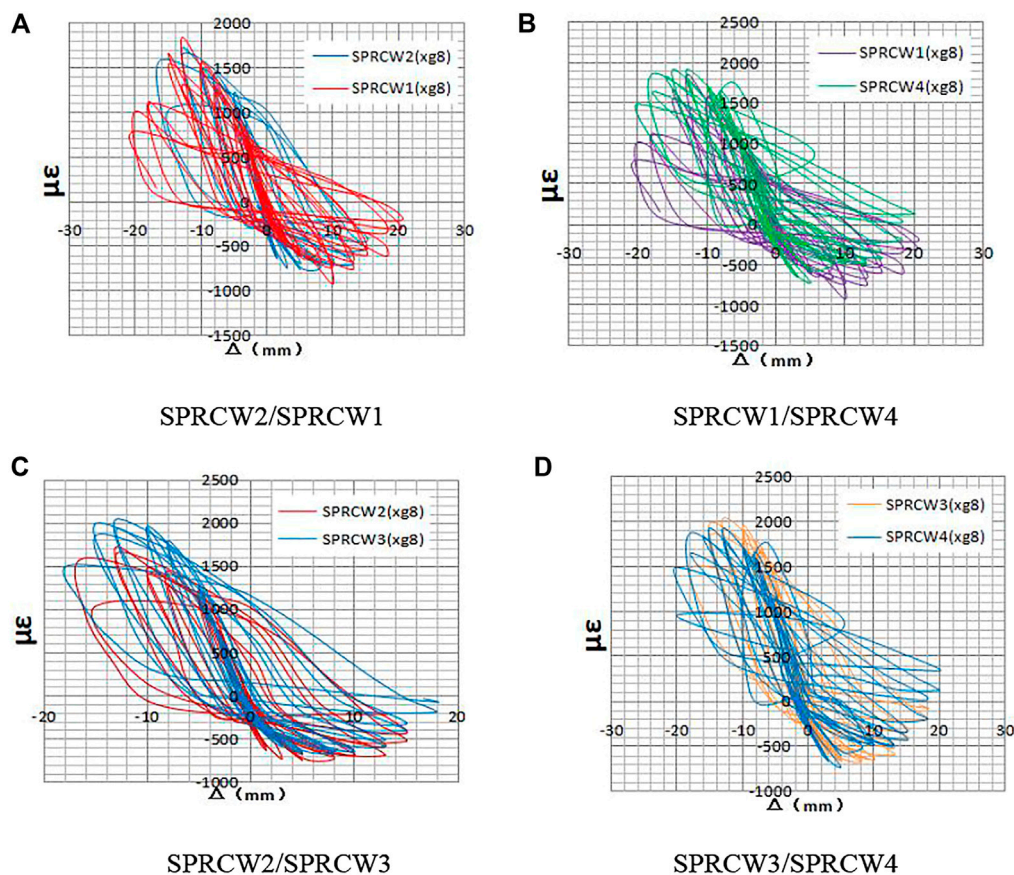 A
2000
1500
1000
500
0
-500
-1000
-1500
-30 -20 -10 0 10 20 30
SPRCW2(xg8)
SPRCW1(xg8)
με
Δ (mm)
SPRCW2/SPRCW1
B
2500
2000
1500
1000
500
0
-500
-1000
-1500
-30 -20 -10 0 10 20 30
SPRCW1(xg8)
SPRCW4(xg8)
με
Δ (mm)
SPRCW1/SPRCW4
C
2500
2000
1500
1000
500
0
-500
-1000
-20 -10 0 10 20
SPRCW2(xg8)
SPRCW3(xg8)
με
Δ (mm)
SPRCW2/SPRCW3
D
2500
2000
1500
1000
500
0
-500
-1000
-30 -20 -10 0 10 20 30
SPRCW3(xg8)
SPRCW4(xg8)
με
Δ (mm)
SPRCW3/SPRCW4